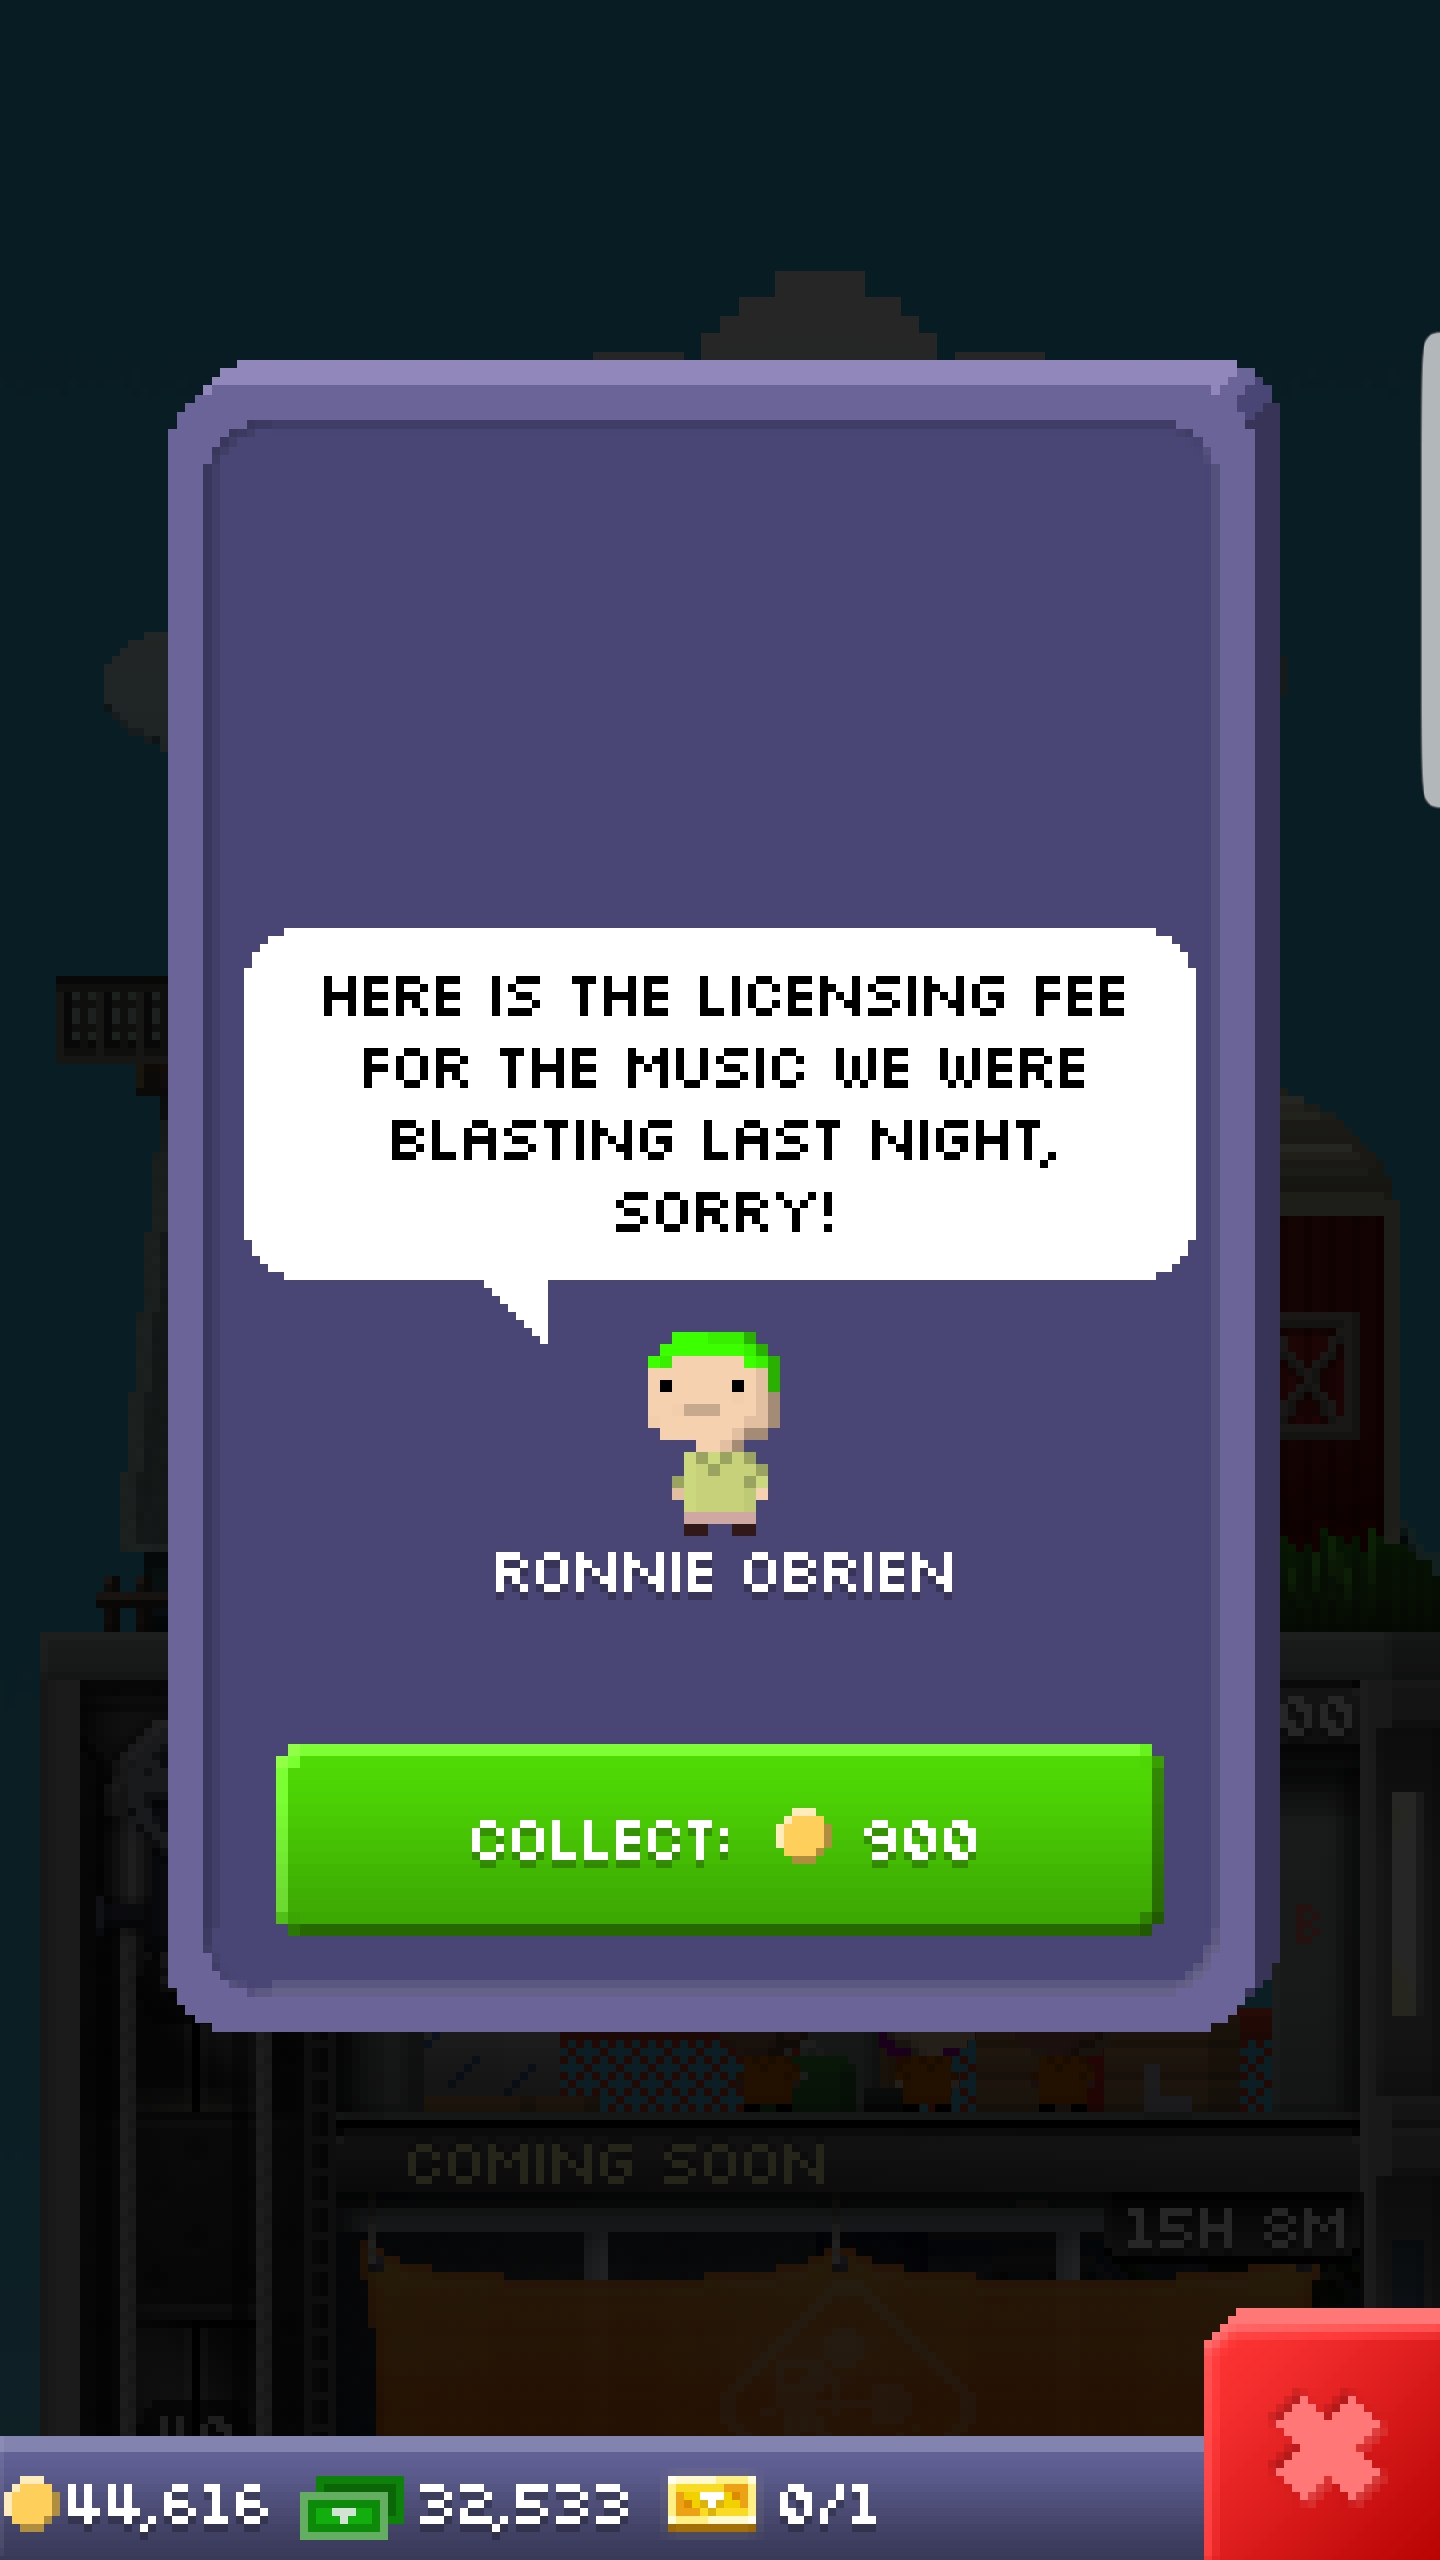 HERE IS THE LICENSING FEE
FOR THE MUSIC WE WERE
BLASTING LAST NIGHT,
SORRY!
RONNIE OBRIEN
00
COLLECT: 900
B
COMING SOON
15H 8M
44,616 32,533 0/1